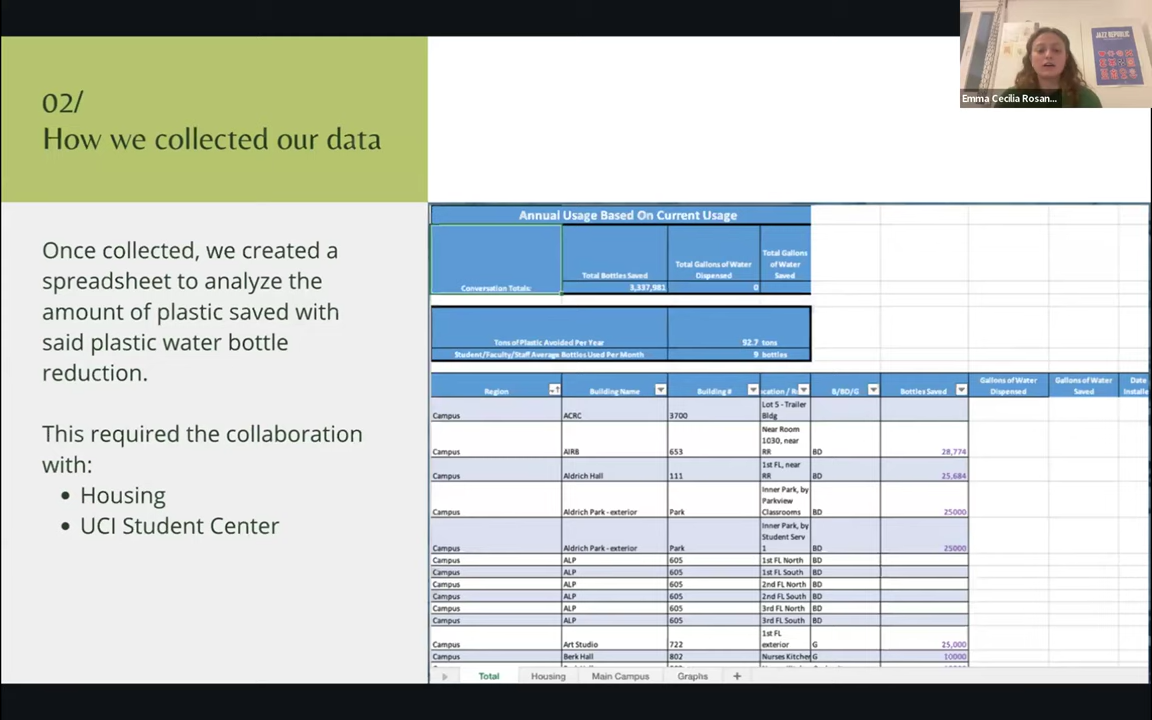 JAZZ REPUBLIC
Emma Cecilia Rosan...
02/
How we collected our data
Once collected, we created a
spreadsheet to analyze the
amount of plastic saved with
said plastic water bottle
reduction.
This required the collaboration
with:
• Housing
• UCI Student Center
Annual Usage Based On Current Usage
Conversation Totals: Total Bottles Saved Total Gallons of Water Dispensed Total Gallons of Water Saved
3,337,981 0
Tons of Plastic Avoided Per Year 92.7 tons
Student/Faculty/Staff Average Bottles Used Per Month 9 bottles
Region Building Name Building # B/BD/G Bottles Saved Gallons of Water Dispensed Gallons of Water Saved Date
Campus ACRC 3700 Lot 5 - Trailer Bldg
Campus AIRB 653 Near Room 1030, near RR BD 28,774
Campus Aldrich Hall 111 1st FL, near RR BD 25,684
Campus Aldrich Park - exterior Park Inner Park, by Parkview Classrooms BD 25000
Campus Aldrich Park - exterior Park Inner Park, by Student Serv 1 BD 25000
Campus ALP 605 1st FL North BD
Campus ALP 605 1st FL South BD
Campus ALP 605 2nd FL North BD
Campus ALP 605 2nd FL South BD
Campus ALP 605 3rd FL North BD
Campus ALP 605 3rd FL South BD
Campus Art Studio 722 1st FL exterior G 25,000
Campus Berk Hall 802 Nurses Kitchen G 10000
Total Housing Main Campus Graphs +